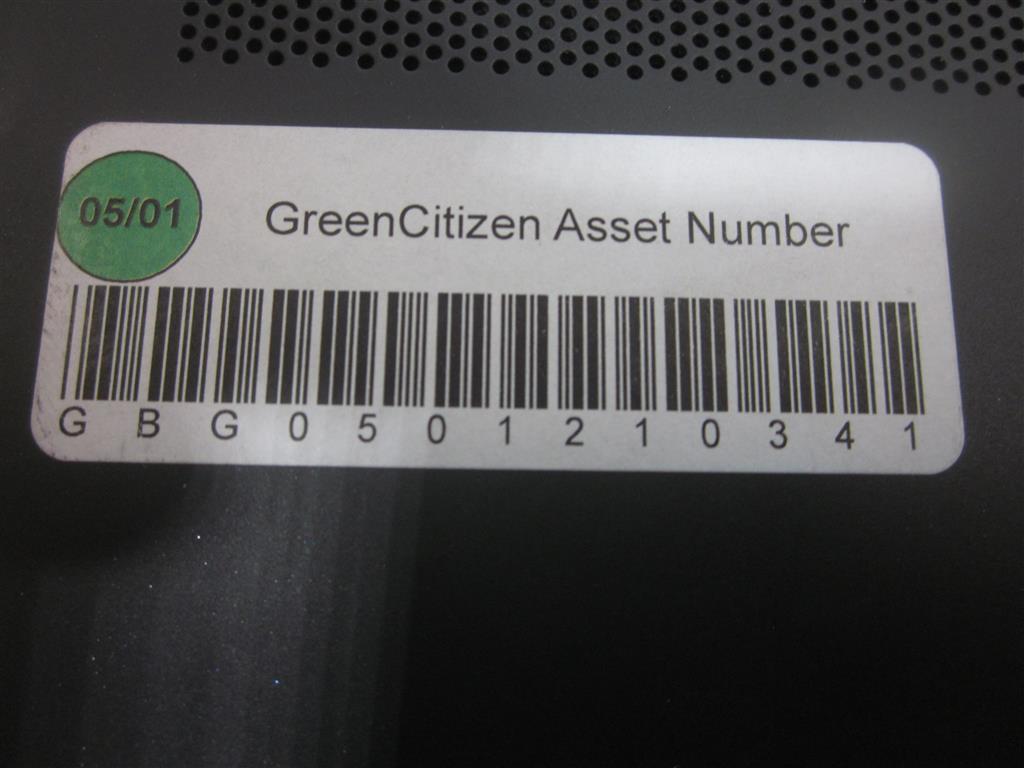 05/01
GreenCitizen Asset Number
G B G 0 5 0 1 2 1 0 3 4 1